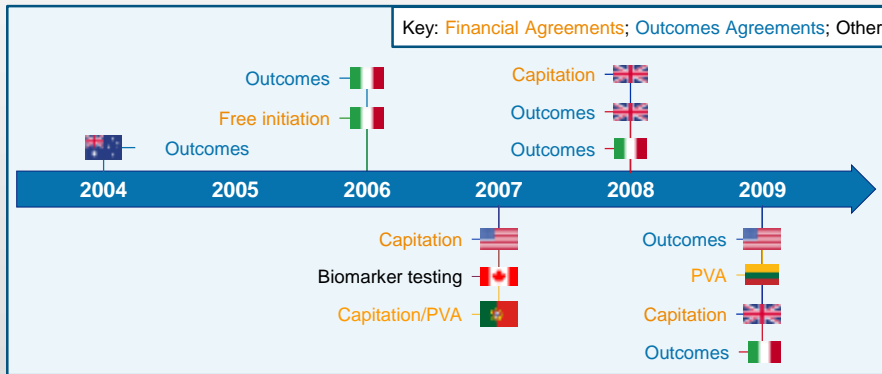 Key: Financial Agreements; Outcomes Agreements; Other
Outcomes
Free initiation
Outcomes
Capitation
Outcomes
Outcomes
2004 2005 2006 2007 2008 2009
Capitation
Biomarker testing
Capitation/PVA
Outcomes
PVA
Capitation
Outcomes